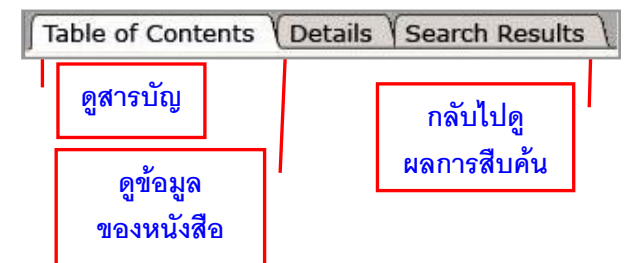 Table of Contents Details Search Results
ดูสารบัญ
กลับไปดู
ผลการสืบค้น
ดูข้อมูล
ของหนังสือ